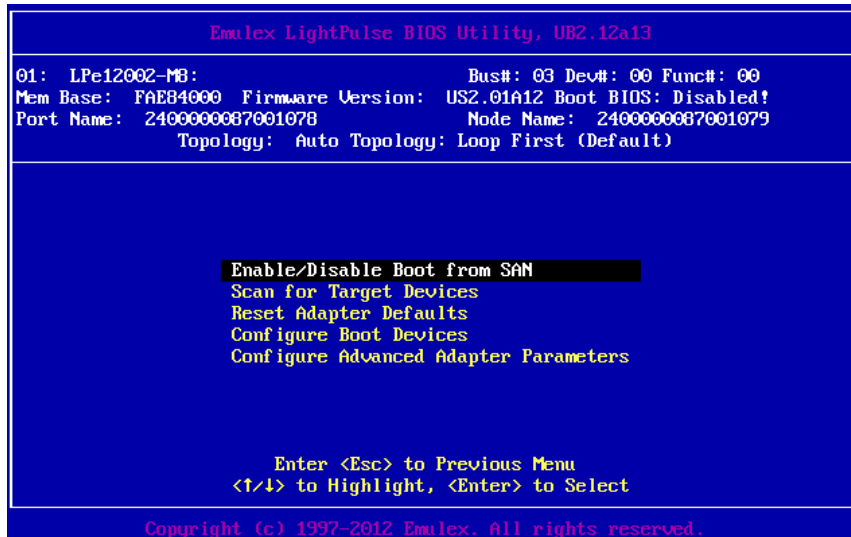 Emulex LightPulse BIOS Utility, UB2.12a13
01: LPe12002-M8: Bus#: 03 Dev#: 00 Func#: 00
Mem Base: FAE84000 Firmware Version: US2.01A12 Boot BIOS: Disabled!
Port Name: 2400000087001078 Node Name: 2400000087001079
Topology: Auto Topology: Loop First (Default)
Enable/Disable Boot from SAN
Scan for Target Devices
Reset Adapter Defaults
Configure Boot Devices
Configure Advanced Adapter Parameters
Enter <Esc> to Previous Menu
<↑/↓> to Highlight, <Enter> to Select
Copyright (c) 1997-2012 Emulex. All rights reserved.